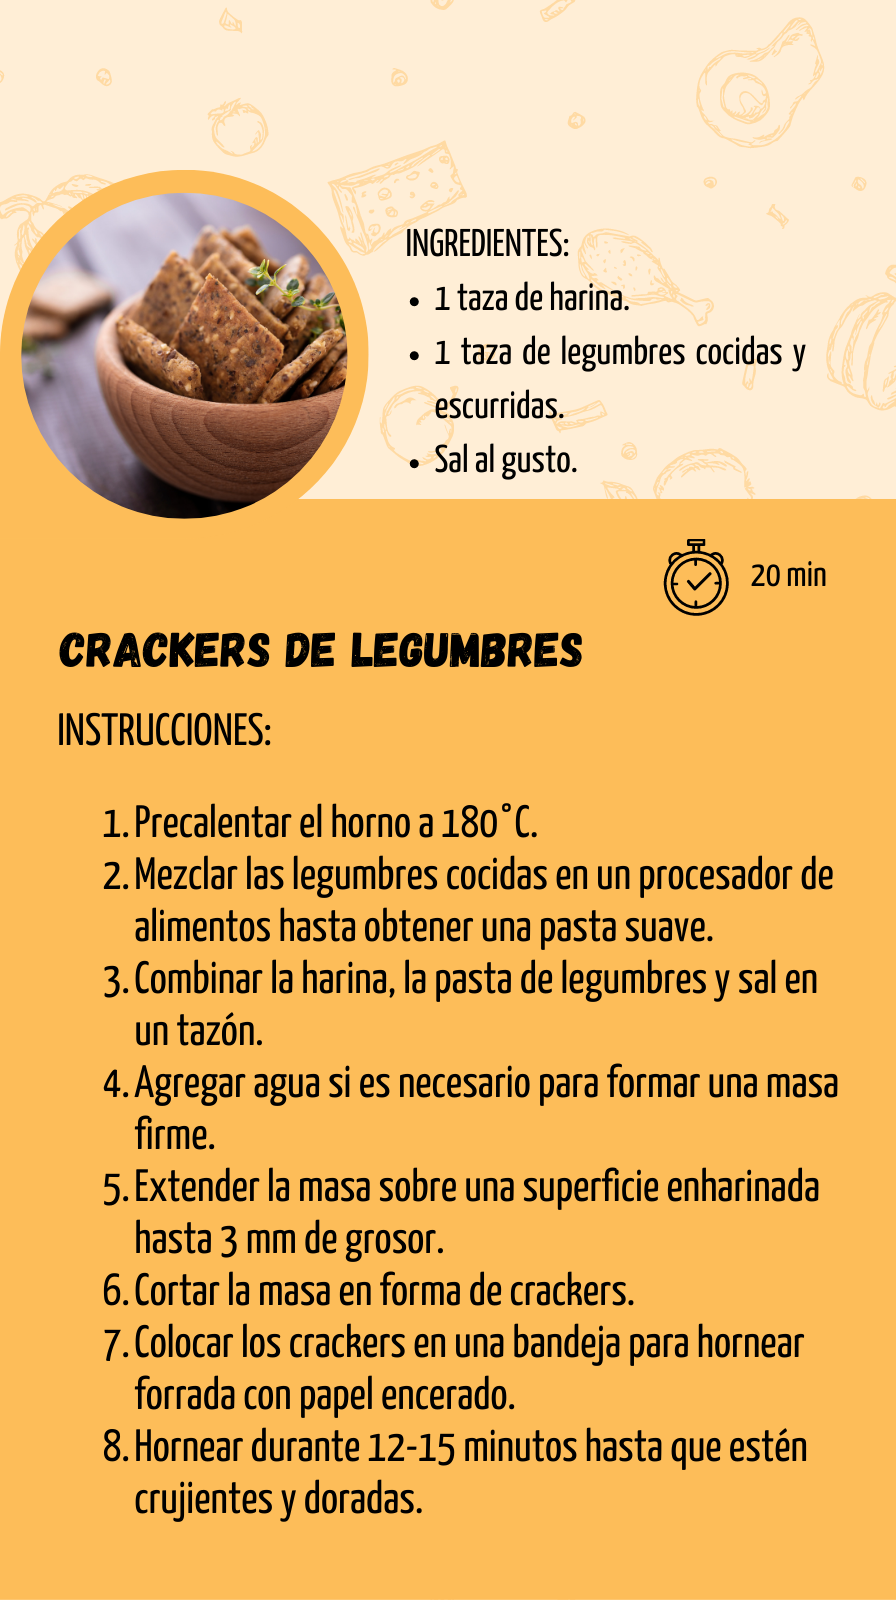 INGREDIENTES:
• 1 taza de harina.
• 1 taza de legumbres cocidas y
escurridas.
• Sal al gusto.
20 min
CRACKERS DE LEGUMBRES
INSTRUCCIONES:
1. Precalentar el horno a 180°C.
2. Mezclar las legumbres cocidas en un procesador de
alimentos hasta obtener una pasta suave.
3. Combinar la harina, la pasta de legumbres y sal en
un tazón.
4. Agregar agua si es necesario para formar una masa
firme.
5. Extender la masa sobre una superficie enharinada
hasta 3 mm de grosor.
6. Cortar la masa en forma de crackers.
7. Colocar los crackers en una bandeja para hornear
forrada con papel encerado.
8. Hornear durante 12-15 minutos hasta que estén
crujientes y doradas.